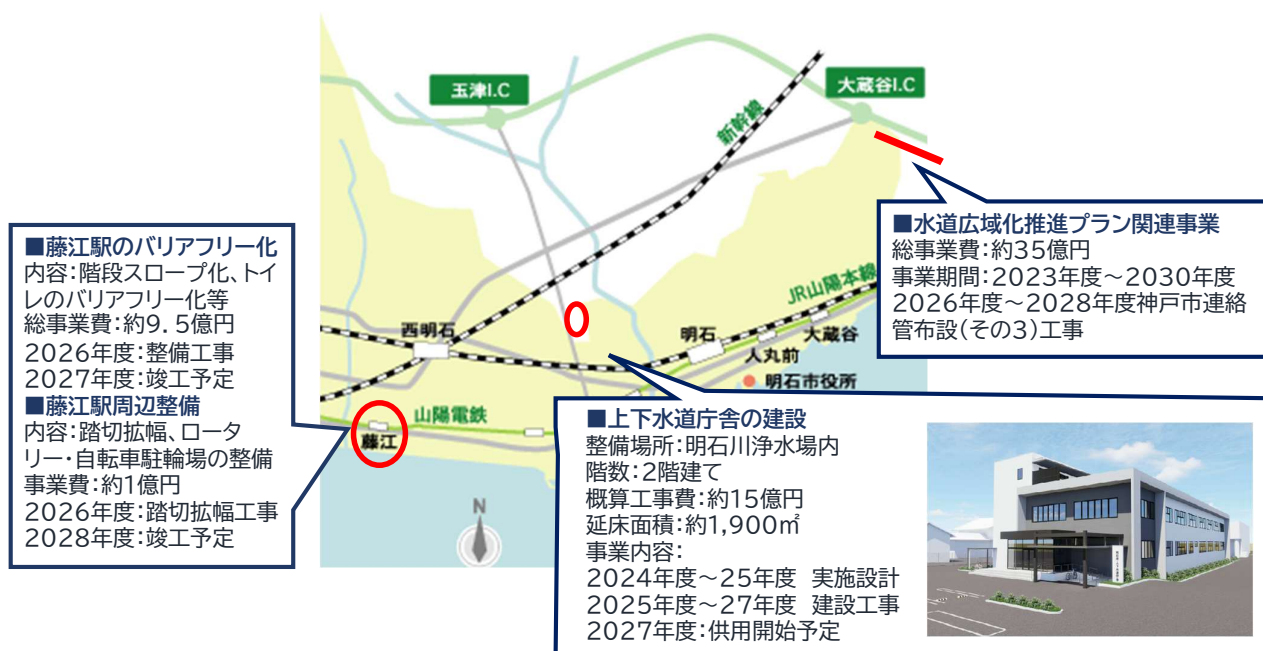 玉津I.C
大蔵谷I.C
新幹線
■水道広域化推進プラン関連事業
総事業費:約35億円
事業期間:2023年度~2030年度
2026年度~2028年度神戸市連絡
管布設(その3)工事
■藤江駅のバリアフリー化
内容:階段スロープ化、トイ
レのバリアフリー化等
総事業費:約9.5億円
2026年度:整備工事
2027年度:竣工予定
■藤江駅周辺整備
内容:踏切拡幅、ロータ
リー・自転車駐輪場の整備
事業費:約1億円
2026年度:踏切拡幅工事
2028年度:竣工予定
JR山陽本線
西明石
明石
大蔵谷
人丸前
明石市役所
山陽電鉄
藤江
N
■上下水道庁舎の建設
整備場所:明石川浄水場内
階数:2階建て
概算工事費:約15億円
延床面積:約1,900㎡
事業内容:
2024年度~25年度 実施設計
2025年度~27年度 建設工事
2027年度:供用開始予定